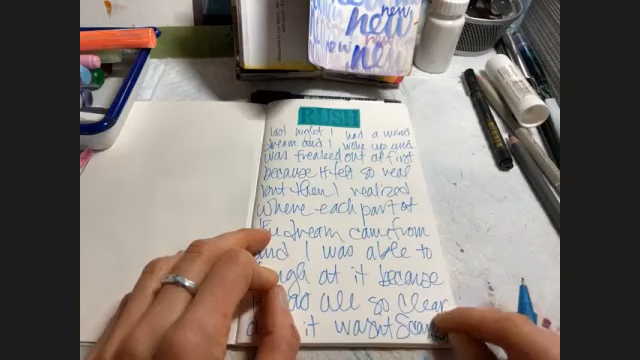 new
new
new
new
RUSH
last night I had a weird
dream and I woke up and
was freaked out at first
because it felt so real
but then I realized
where each part of
the dream came from
and I was able to
laugh at it because
it was all so clear
it wasn't scary